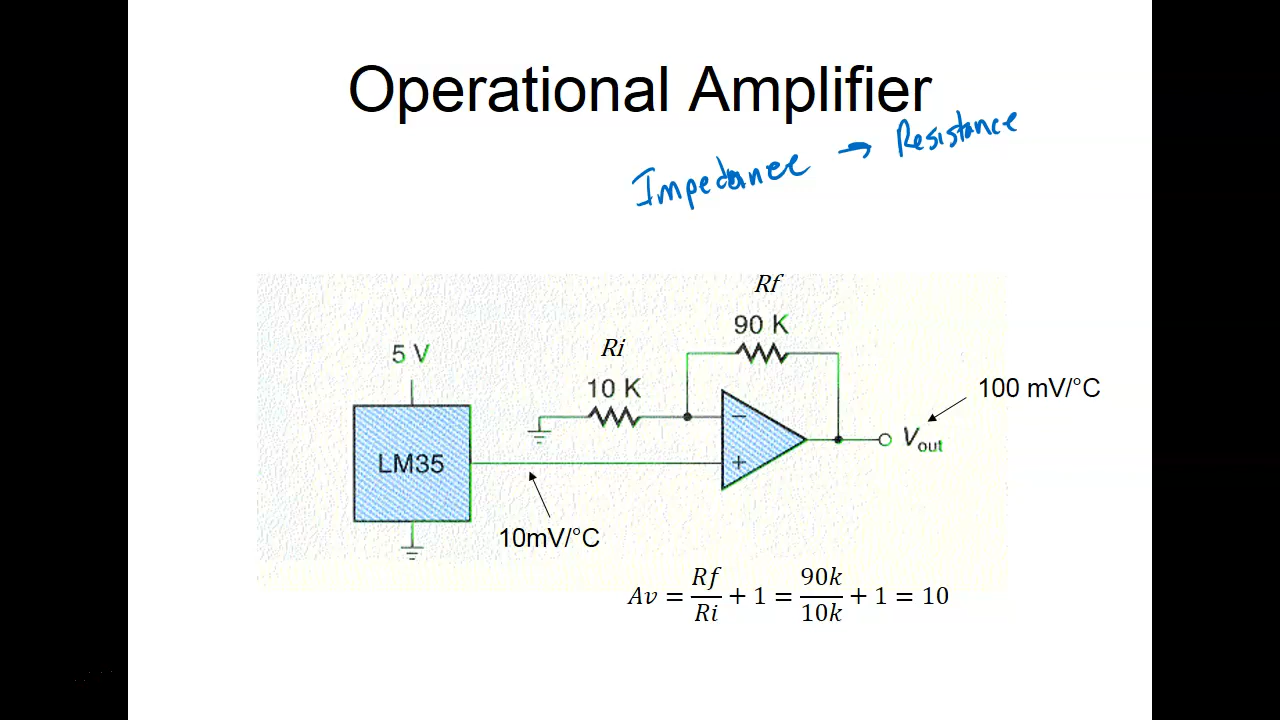 Operational Amplifier
Impedance → Resistance
Rf
90 K
Ri
5 V
10 K
100 mV/°C
−
Vout
LM35
+
10mV/°C
Av = Rf/Ri + 1 = 90k/10k + 1 = 10